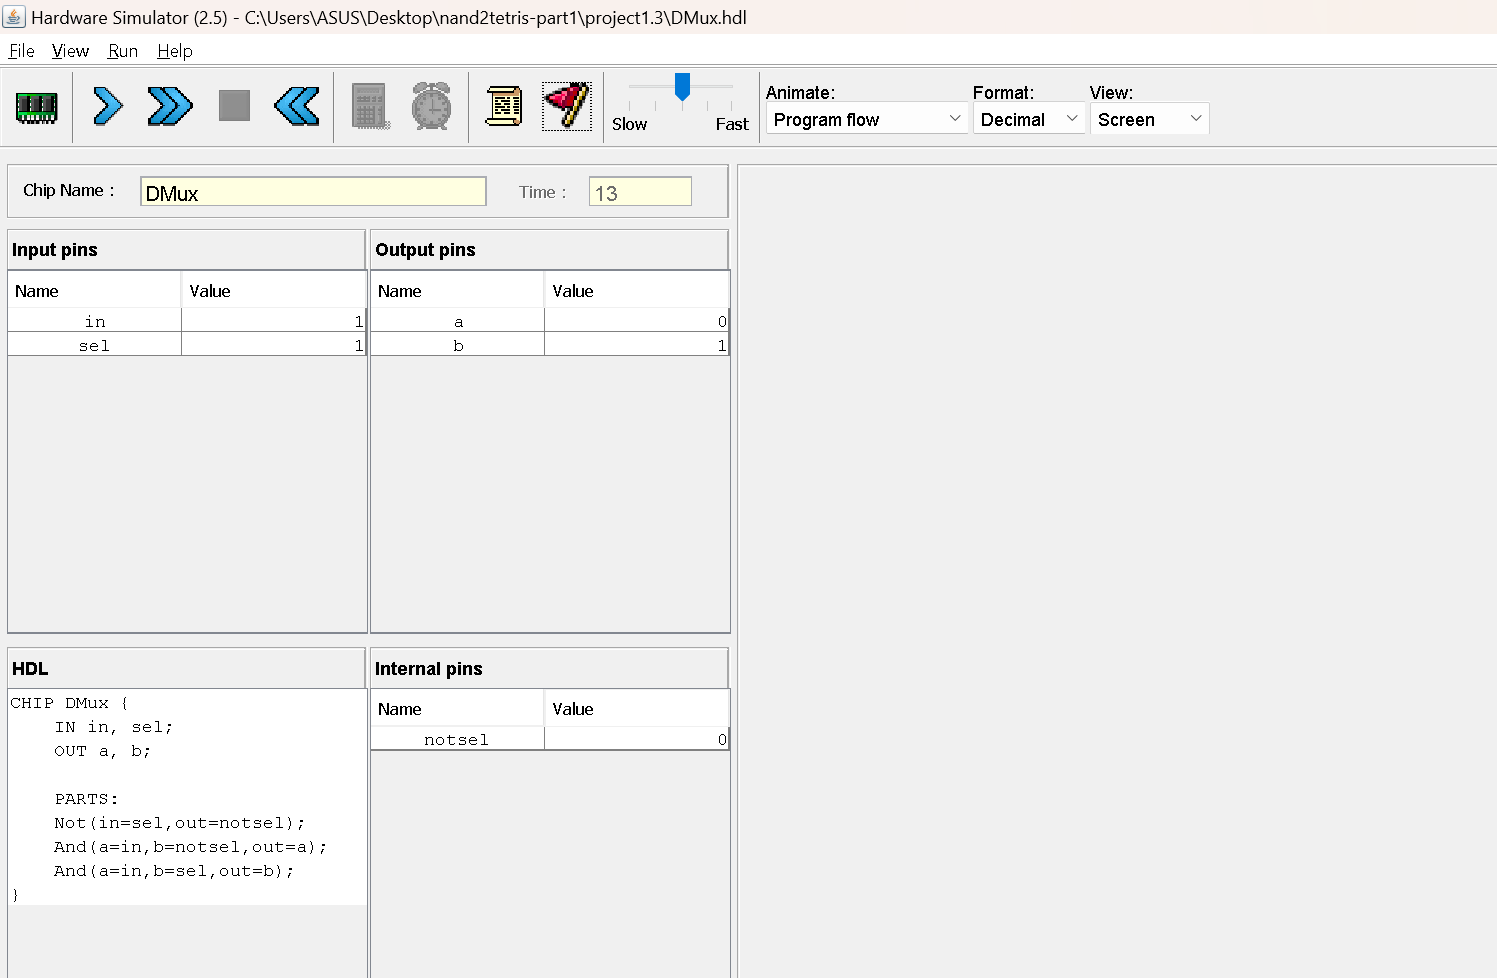 Hardware Simulator (2.5) - C:\Users\ASUS\Desktop\nand2tetris-part1\project1.3\DMux.hdl
File View Run Help
Slow Fast
Animate: Format: View:
Program flow Decimal Screen
Chip Name : DMux Time : 13
Input pins Output pins
Name Value Name Value
in 1 a 0
sel 1 b 1
HDL Internal pins
Name Value
notsel 0
CHIP DMux {
IN in, sel;
OUT a, b;
PARTS:
Not(in=sel,out=notsel);
And(a=in,b=notsel,out=a);
And(a=in,b=sel,out=b);
}